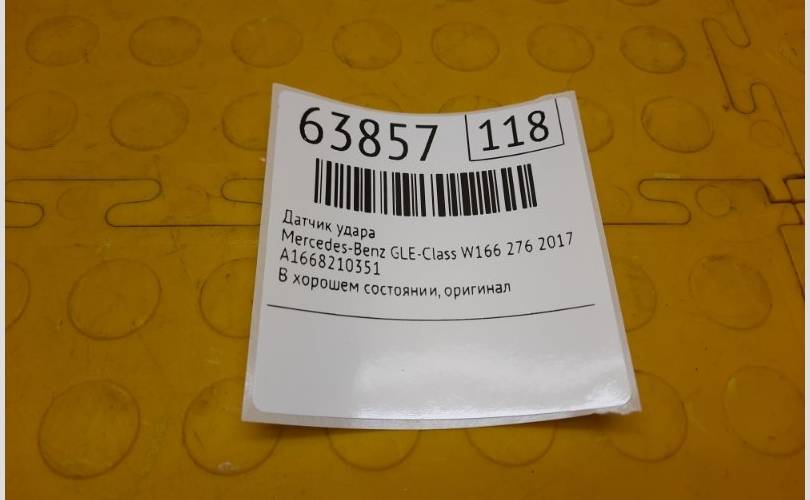 63857 118
Датчик удара
Mercedes-Benz GLE-Class W166 276 2017
A1668210351
В хорошем состоянии, оригинал